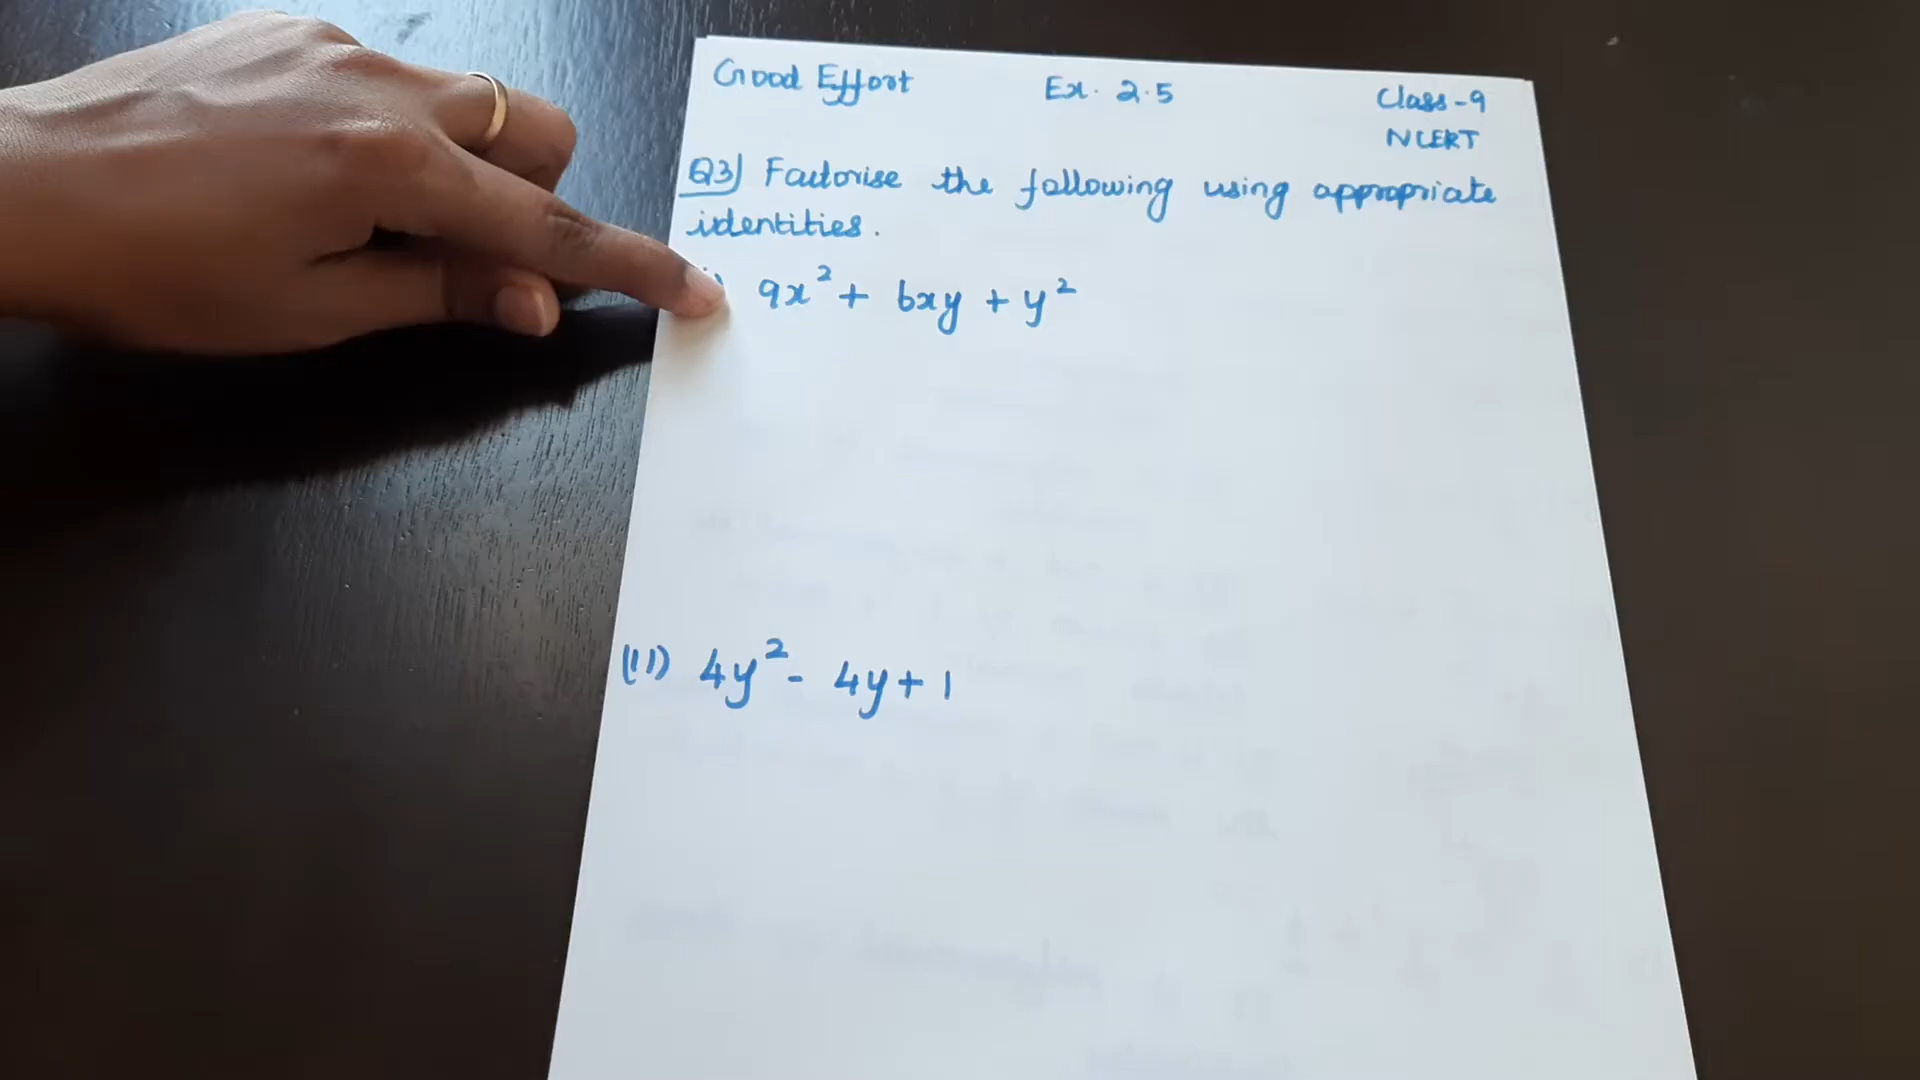 Good Effort Ex. 2.5 Class-9
NCERT
Q3) Factorise the following using appropriate
identities.
9x² + 6xy + y²
(ii) 4y² - 4y + 1